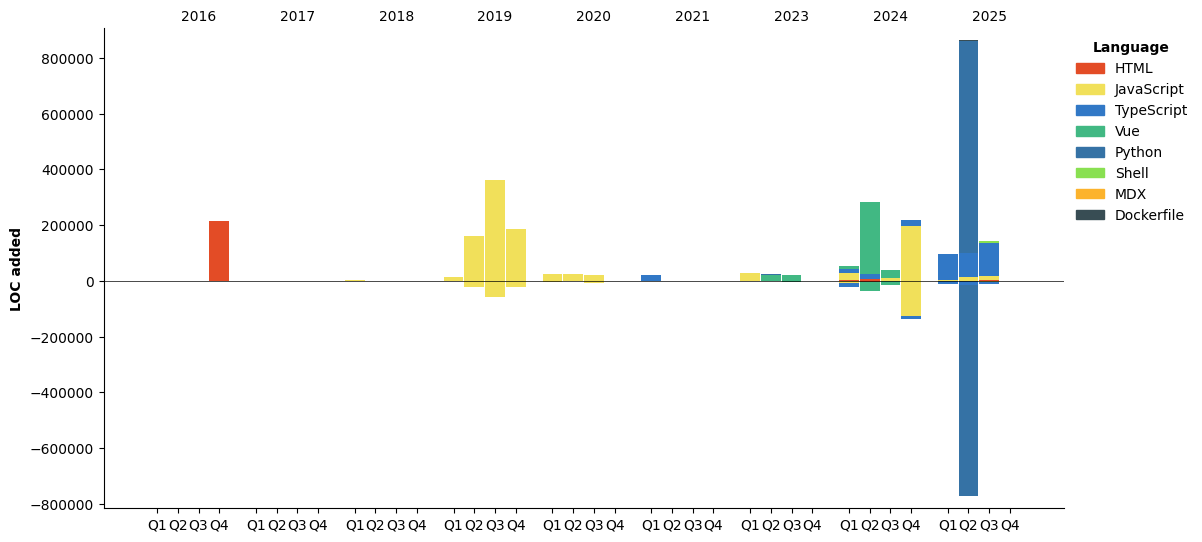 2016 2017 2018 2019 2020 2021 2023 2024 2025
LOC added
800000
600000
400000
200000
0
−200000
−400000
−600000
−800000
Q1 Q2 Q3 Q4 Q1 Q2 Q3 Q4 Q1 Q2 Q3 Q4 Q1 Q2 Q3 Q4 Q1 Q2 Q3 Q4 Q1 Q2 Q3 Q4 Q1 Q2 Q3 Q4 Q1 Q2 Q3 Q4 Q1 Q2 Q3 Q4
Language
HTML
JavaScript
TypeScript
Vue
Python
Shell
MDX
Dockerfile